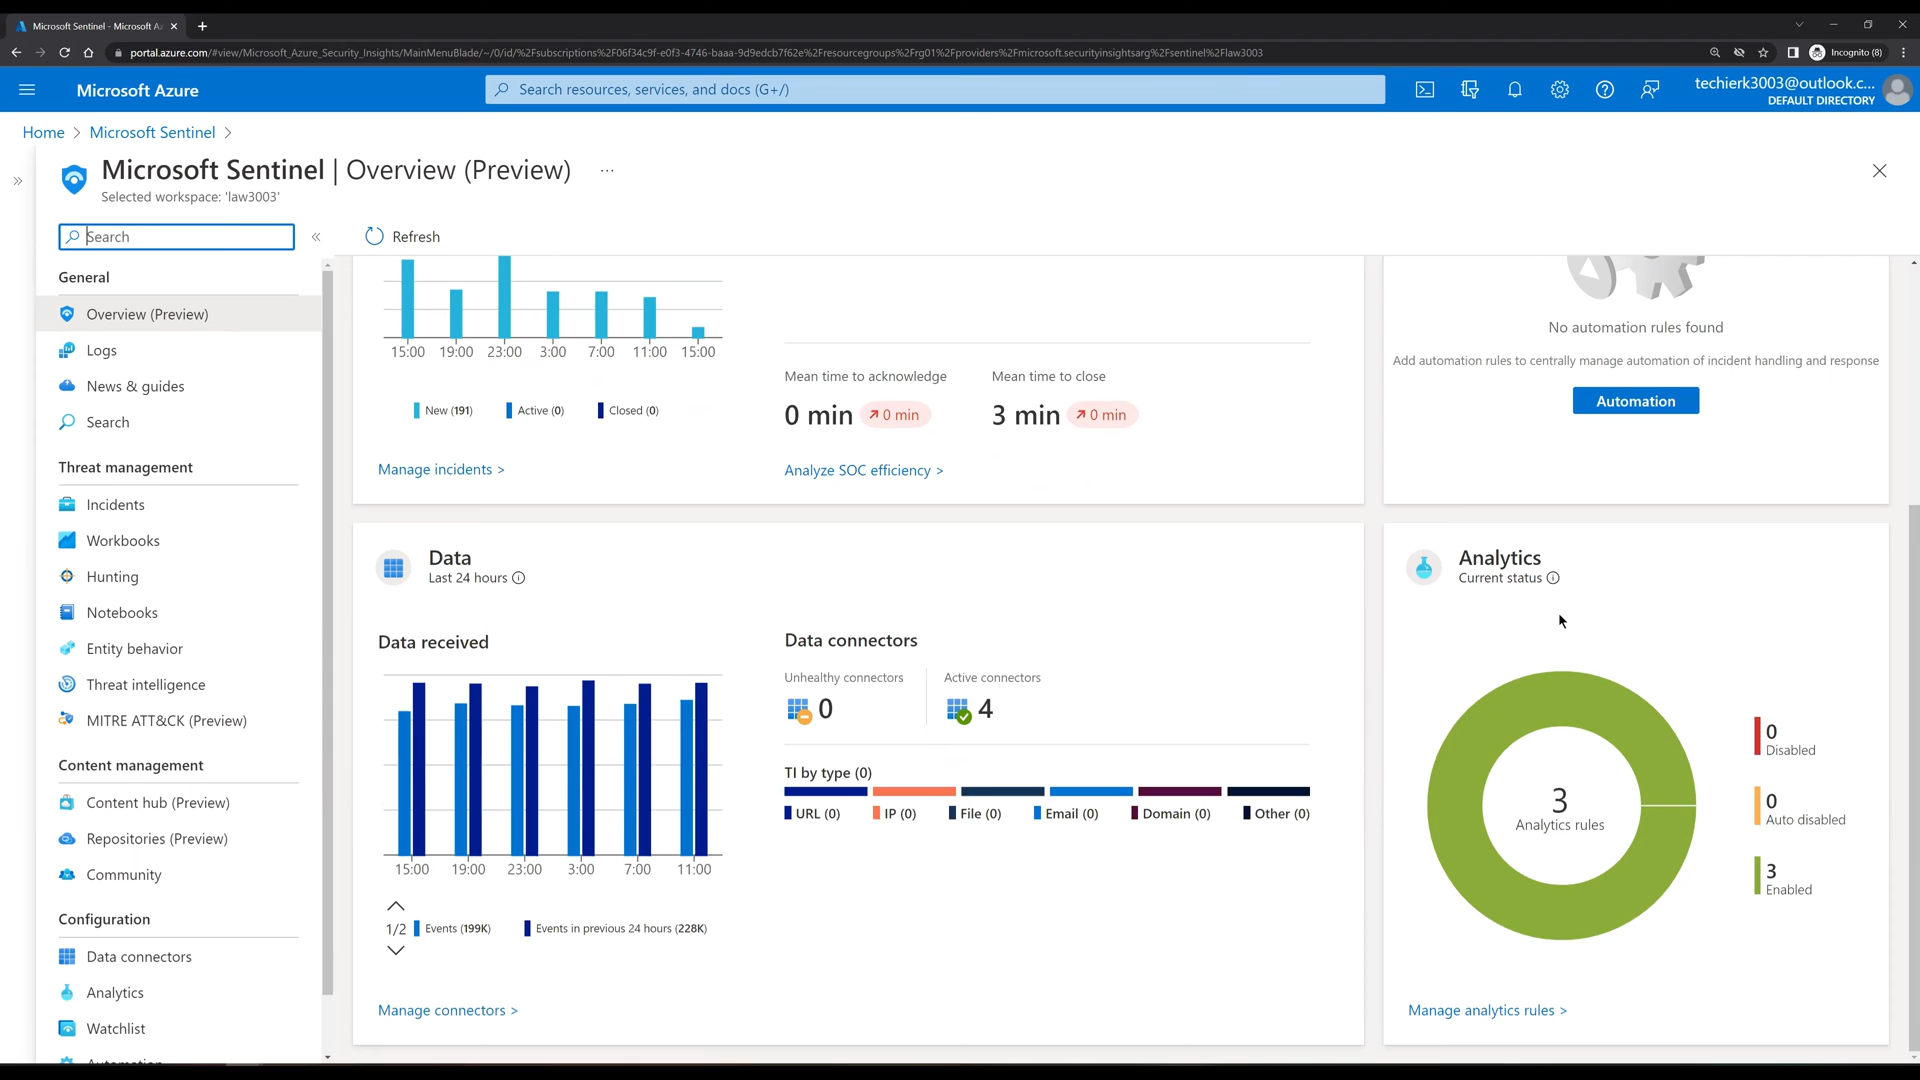 Microsoft Sentinel - Microsoft Az
portal.azure.com/#view/Microsoft_Azure_Security_Insights/MainMenuBlade/~/0/id/%2Fsubscriptions%2F06f34c9f-e0f3-4746-baaa-9d9edcb7f62e%2Fresourcegroups%2Frg01%2Fproviders%2Fmicrosoft.securityinsightsarg%2Fsentinel%2Flaw3003
Incognito (8)
Microsoft Azure
Search resources, services, and docs (G+/)
techierk3003@outlook.c...
DEFAULT DIRECTORY
Home > Microsoft Sentinel >
Microsoft Sentinel | Overview (Preview) ...
Selected workspace: 'law3003'
Search
Refresh
General
Overview (Preview)
Logs
News & guides
Search
Threat management
Incidents
Workbooks
Hunting
Notebooks
Entity behavior
Threat intelligence
MITRE ATT&CK (Preview)
Content management
Content hub (Preview)
Repositories (Preview)
Community
Configuration
Data connectors
Analytics
Watchlist
Automation
15:00 19:00 23:00 3:00 7:00 11:00 15:00
New (191) Active (0) Closed (0)
Manage incidents >
Mean time to acknowledge
0 min 0 min
Mean time to close
3 min 0 min
Analyze SOC efficiency >
No automation rules found
Add automation rules to centrally manage automation of incident handling and response
Automation
Data
Last 24 hours
Data received
15:00 19:00 23:00 3:00 7:00 11:00
1/2 Events (199K) Events in previous 24 hours (228K)
Manage connectors >
Data connectors
Unhealthy connectors
0
Active connectors
4
TI by type (0)
URL (0) IP (0) File (0) Email (0) Domain (0) Other (0)
Analytics
Current status
3
Analytics rules
0
Disabled
0
Auto disabled
3
Enabled
Manage analytics rules >